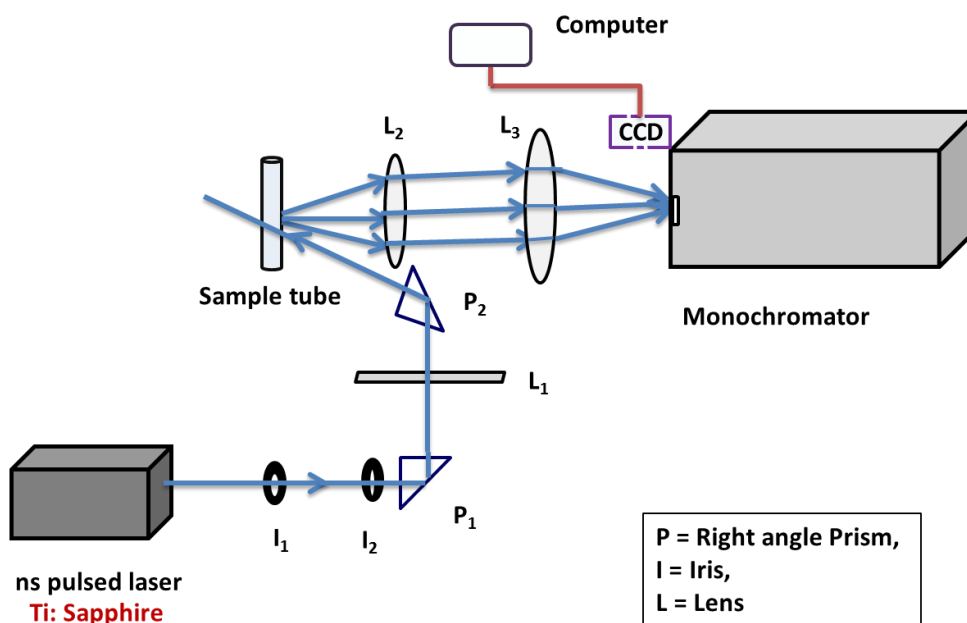 Computer
CCD
L₂
L₃
Sample tube
P₂
Monochromator
L₁
P₁
I₁
I₂
ns pulsed laser
Ti: Sapphire
P = Right angle Prism,
I = Iris,
L = Lens